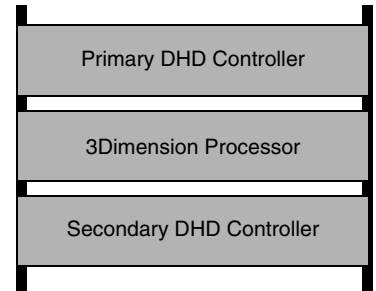 Primary DHD Controller
3Dimension Processor
Secondary DHD Controller